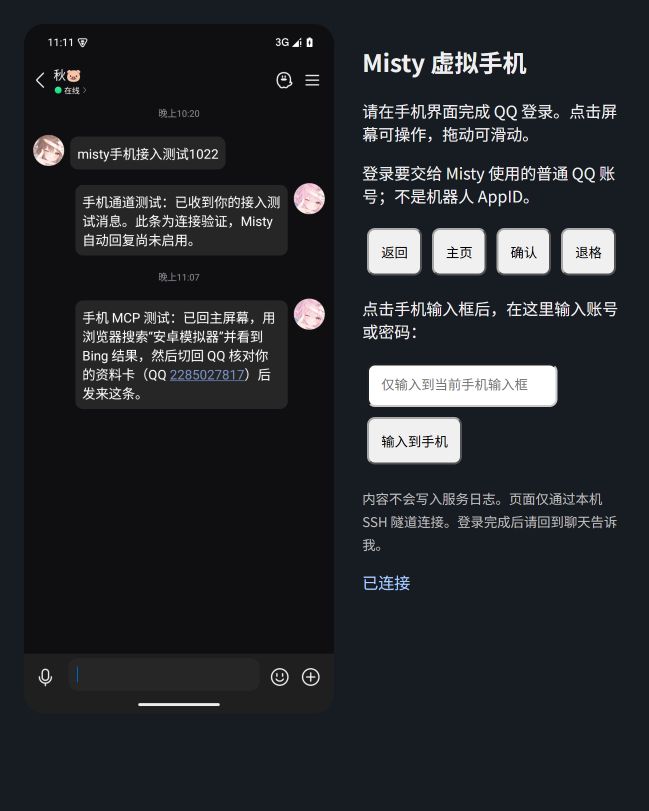 11:11
3G
秋🐷
在线
晚上10:20
misty手机接入测试1022
手机通道测试：已收到你的接入测
试消息。此条为连接验证，Misty
自动回复尚未启用。
晚上11:07
手机 MCP 测试：已回主屏幕，用
浏览器搜索“安卓模拟器”并看到
Bing 结果，然后切回 QQ 核对你
的资料卡（QQ 2285027817）后
发来这条。
Misty 虚拟手机
请在手机界面完成 QQ 登录。点击屏
幕可操作，拖动可滑动。
登录要交给 Misty 使用的普通 QQ 账
号；不是机器人 AppID。
返回
主页
确认
退格
点击手机输入框后，在这里输入账号
或密码：
仅输入到当前手机输入框
输入到手机
内容不会写入服务日志。页面仅通过本机
SSH 隧道连接。登录完成后请回到聊天告诉
我。
已连接